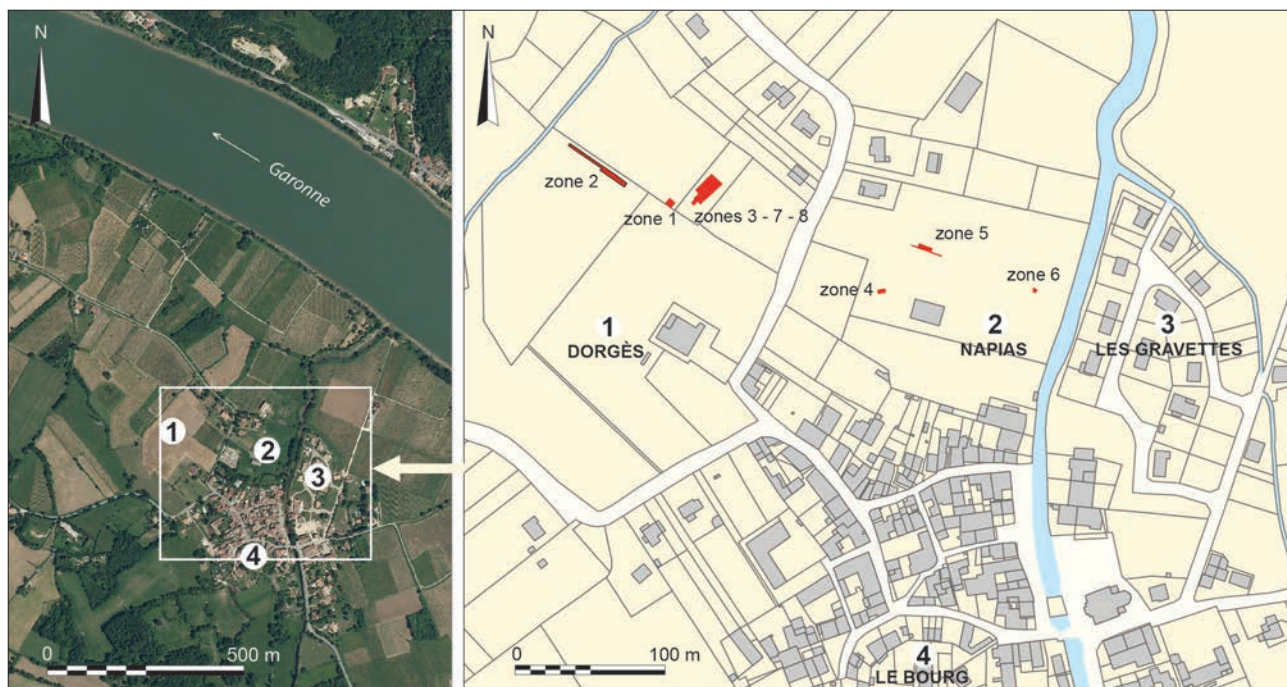 N
Garonne
1
2
3
4
0
500 m
N
zone 2
zone 1
zones 3 - 7 - 8
zone 5
zone 4
zone 6
1
DORGÈS
2
NAPIAS
3
LES GRAVETTES
0
100 m
4
LE BOURG